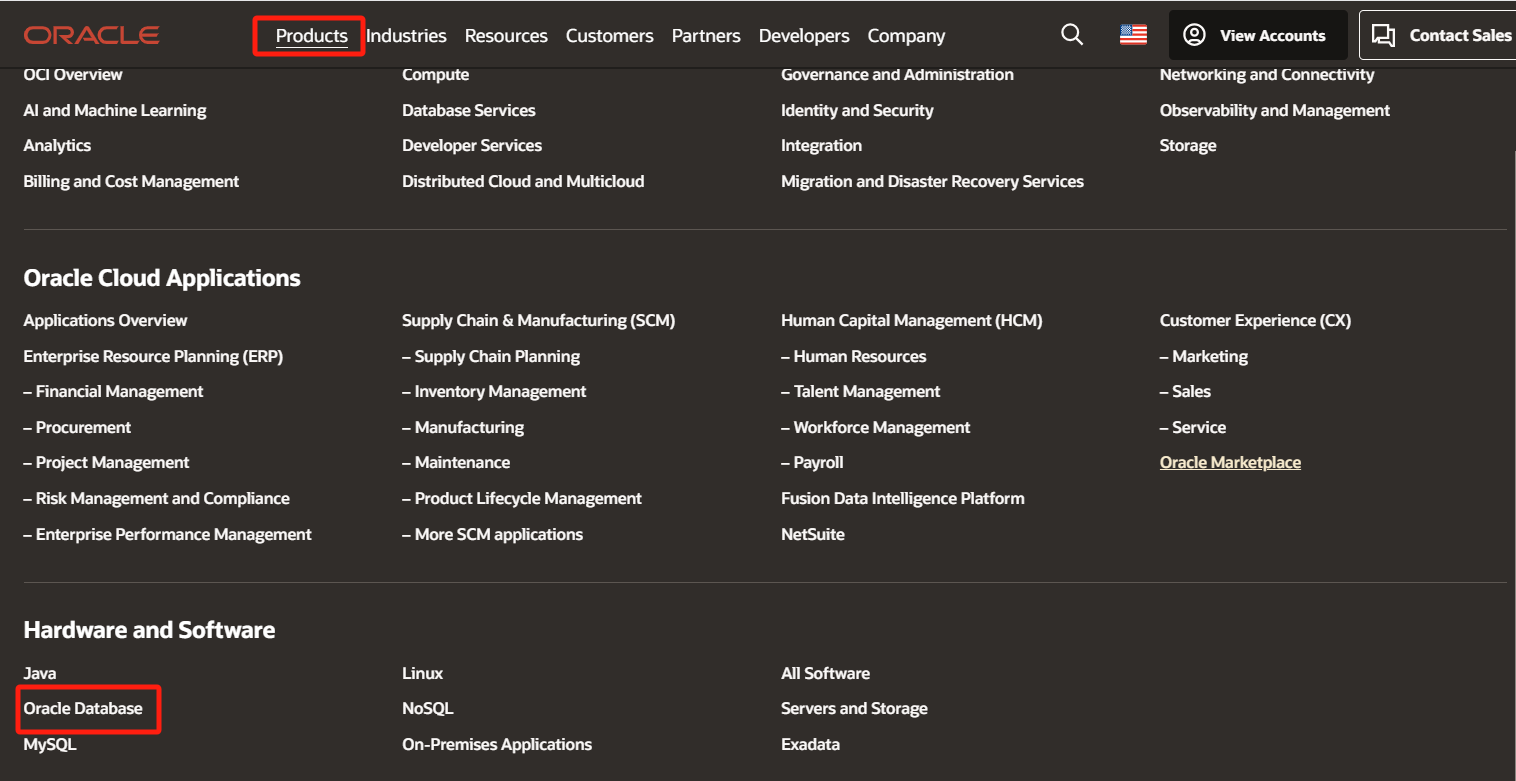 ORACLE
Products Industries Resources Customers Partners Developers Company
View Accounts
Contact Sales
OCI Overview
AI and Machine Learning
Analytics
Billing and Cost Management
Compute
Database Services
Developer Services
Distributed Cloud and Multicloud
Governance and Administration
Identity and Security
Integration
Migration and Disaster Recovery Services
Networking and Connectivity
Observability and Management
Storage
Oracle Cloud Applications
Applications Overview
Enterprise Resource Planning (ERP)
– Financial Management
– Procurement
– Project Management
– Risk Management and Compliance
– Enterprise Performance Management
Supply Chain & Manufacturing (SCM)
– Supply Chain Planning
– Inventory Management
– Manufacturing
– Maintenance
– Product Lifecycle Management
– More SCM applications
Human Capital Management (HCM)
– Human Resources
– Talent Management
– Workforce Management
– Payroll
Fusion Data Intelligence Platform
NetSuite
Customer Experience (CX)
– Marketing
– Sales
– Service
Oracle Marketplace
Hardware and Software
Java
Oracle Database
MySQL
Linux
NoSQL
On-Premises Applications
All Software
Servers and Storage
Exadata